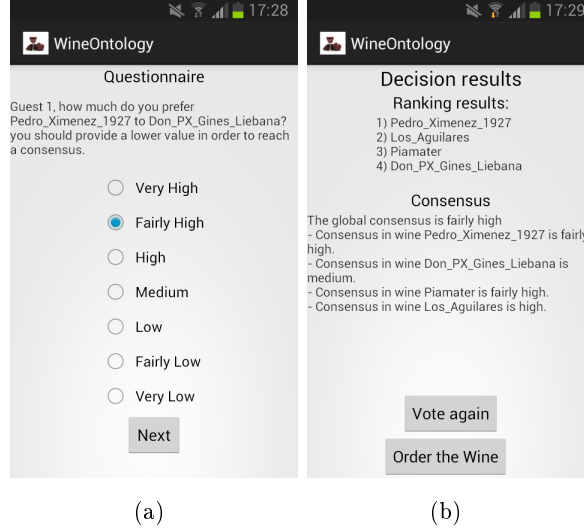 17:28
WineOntology
Questionnaire
Guest 1, how much do you prefer
Pedro_Ximenez_1927 to Don_PX_Gines_Liebana?
you should provide a lower value in order to reach
a consensus.
Very High
Fairly High
High
Medium
Low
Fairly Low
Very Low
Next
(a)
17:29
WineOntology
Decision results
Ranking results:
1) Pedro_Ximenez_1927
2) Los_Aguilares
3) Piamater
4) Don_PX_Gines_Liebana
Consensus
The global consensus is fairly high
- Consensus in wine Pedro_Ximenez_1927 is fairly
high.
- Consensus in wine Don_PX_Gines_Liebana is
medium.
- Consensus in wine Piamater is fairly high.
- Consensus in wine Los_Aguilares is high.
Vote again
Order the Wine
(b)